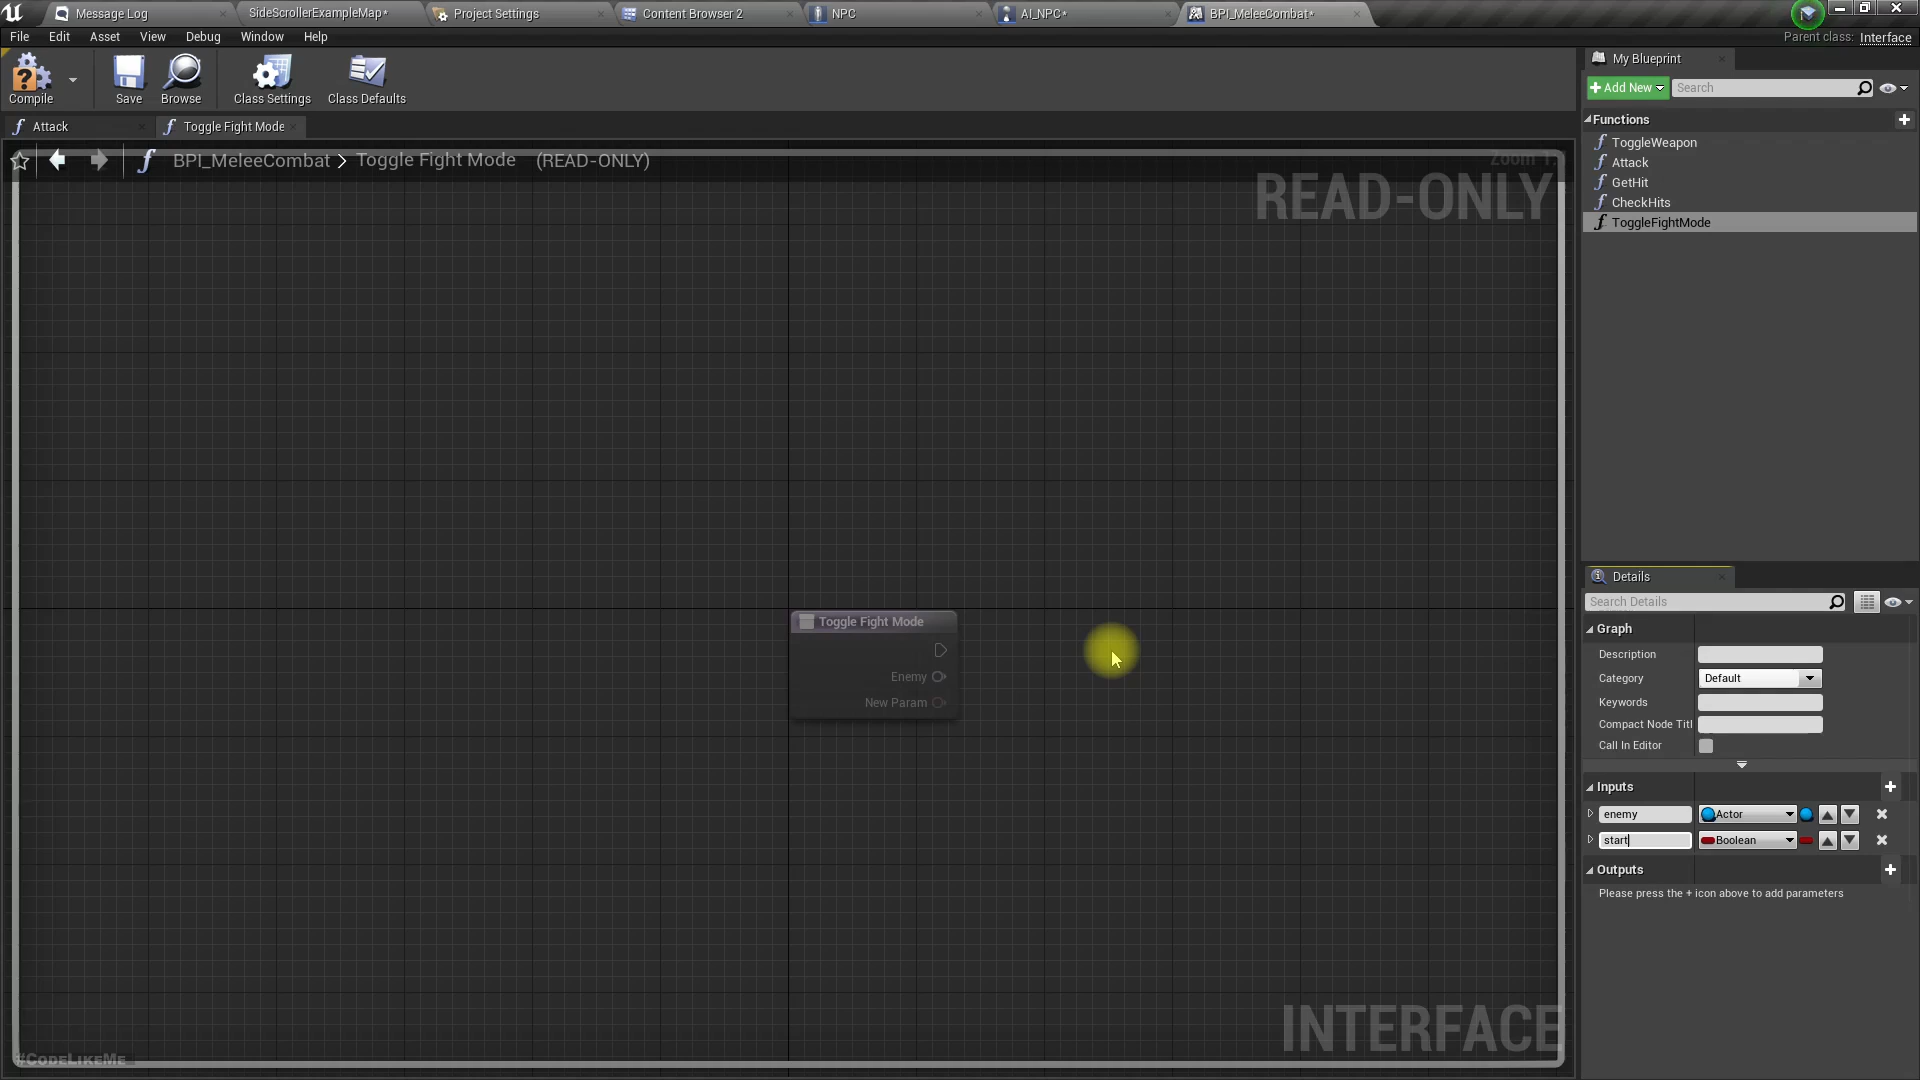 Message Log
SideScrollerExampleMap*
Project Settings
Content Browser 2
NPC
AI_NPC*
BPI_MeleeCombat*
File Edit Asset View Debug Window Help
Parent class: Interface
Compile
Save
Browse
Class Settings
Class Defaults
My Blueprint
Add New
Search
Attack
Toggle Fight Mode
BPI_MeleeCombat > Toggle Fight Mode (READ-ONLY)
Zoom 1:
READ-ONLY
Functions
ToggleWeapon
Attack
GetHit
CheckHits
ToggleFightMode
Toggle Fight Mode
Enemy
New Param
Details
Search Details
Graph
Description
Category Default
Keywords
Compact Node Titl
Call In Editor
Inputs
enemy Actor
start Boolean
Outputs
Please press the + icon above to add parameters
INTERFACE
#CodeLikeMe